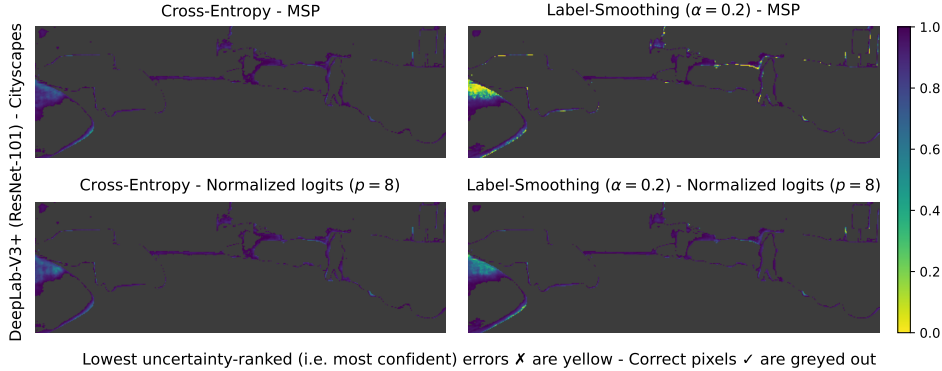 Cross-Entropy - MSP
Label-Smoothing (α = 0.2) - MSP
DeepLab-V3+ (ResNet-101) - Cityscapes
Cross-Entropy - Normalized logits (p = 8)
Label-Smoothing (α = 0.2) - Normalized logits (p = 8)
1.0
0.8
0.6
0.4
0.2
0.0
Lowest uncertainty-ranked (i.e. most confident) errors ✗ are yellow - Correct pixels ✓ are greyed out